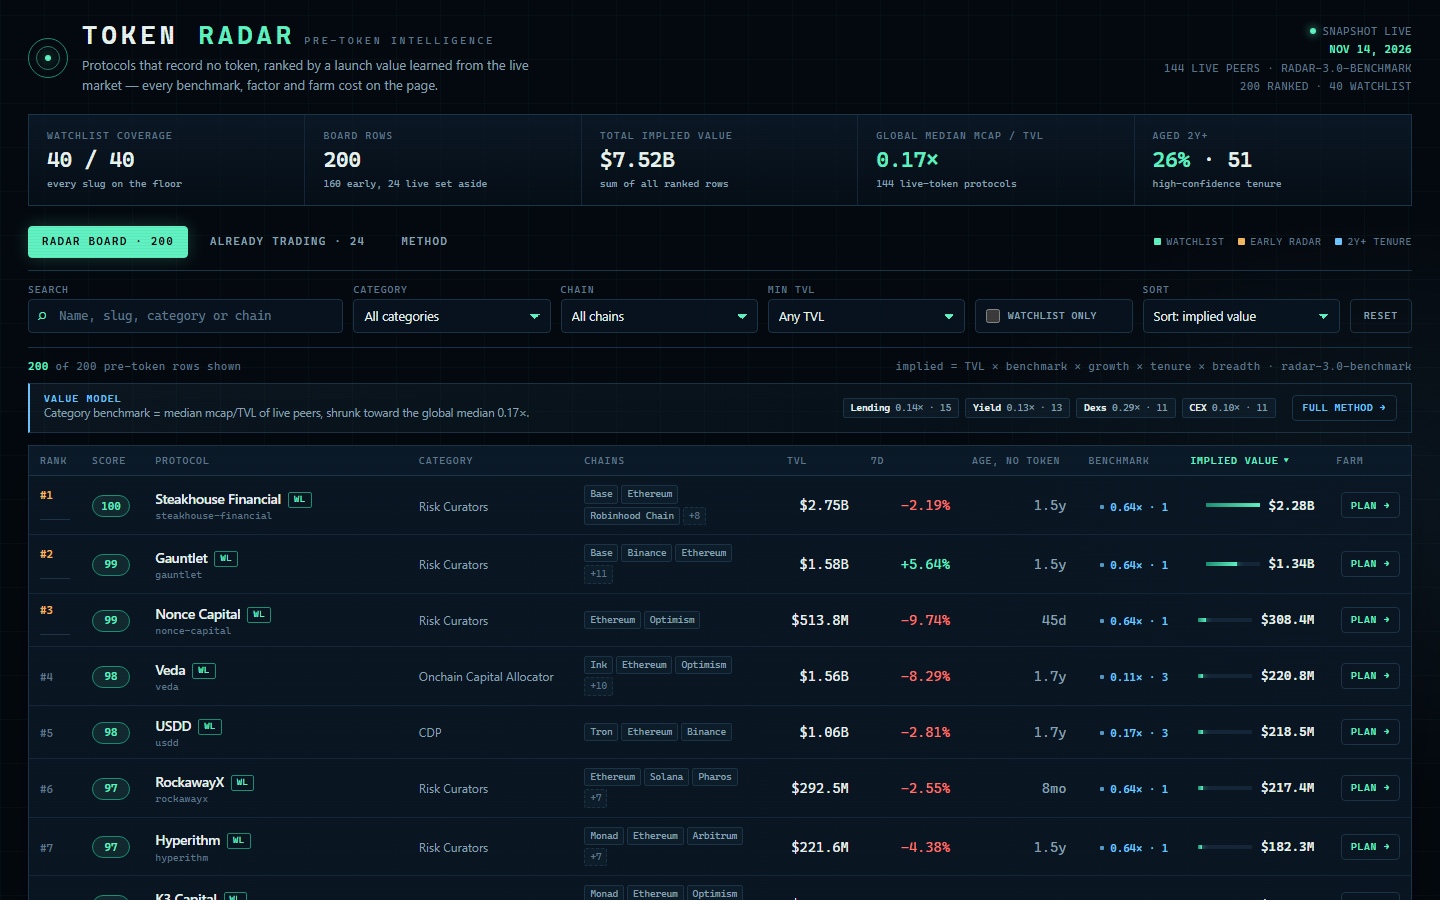 TOKEN RADAR PRE-TOKEN INTELLIGENCE
Protocols that record no token, ranked by a launch value learned from the live
market — every benchmark, factor and farm cost on the page.
SNAPSHOT LIVE
NOV 14, 2026
144 LIVE PEERS · RADAR-3.0-BENCHMARK
200 RANKED · 40 WATCHLIST
WATCHLIST COVERAGE
40 / 40
every slug on the floor
BOARD ROWS
200
160 early, 24 live set aside
TOTAL IMPLIED VALUE
$7.52B
sum of all ranked rows
GLOBAL MEDIAN MCAP / TVL
0.17×
144 live-token protocols
AGED 2Y+
26% · 51
high-confidence tenure
RADAR BOARD · 200 ALREADY TRADING · 24 METHOD
WATCHLIST EARLY RADAR 2Y+ TENURE
SEARCH CATEGORY CHAIN MIN TVL SORT
Name, slug, category or chain All categories All chains Any TVL WATCHLIST ONLY Sort: implied value RESET
200 of 200 pre-token rows shown
implied = TVL × benchmark × growth × tenure × breadth · radar-3.0-benchmark
VALUE MODEL
Category benchmark = median mcap/TVL of live peers, shrunk toward the global median 0.17×.
Lending 0.14× · 15 Yield 0.13× · 13 Dexs 0.29× · 11 CEX 0.10× · 11 FULL METHOD →
RANK SCORE PROTOCOL CATEGORY CHAINS TVL 7D AGE, NO TOKEN BENCHMARK IMPLIED VALUE ▼ FARM
#1 100 Steakhouse Financial WL steakhouse-financial Risk Curators Base Ethereum Robinhood Chain +8 $2.75B −2.19% 1.5y 0.64× · 1 $2.28B PLAN →
#2 99 Gauntlet WL gauntlet Risk Curators Base Binance Ethereum +11 $1.58B +5.64% 1.5y 0.64× · 1 $1.34B PLAN →
#3 99 Nonce Capital WL nonce-capital Risk Curators Ethereum Optimism $513.8M −9.74% 45d 0.64× · 1 $308.4M PLAN →
#4 98 Veda WL veda Onchain Capital Allocator Ink Ethereum Optimism +10 $1.56B −8.29% 1.7y 0.11× · 3 $220.8M PLAN →
#5 98 USDD WL usdd CDP Tron Ethereum Binance $1.06B −2.81% 1.7y 0.17× · 3 $218.5M PLAN →
#6 97 RockawayX WL rockawayx Risk Curators Ethereum Solana Pharos +7 $292.5M −2.55% 8mo 0.64× · 1 $217.4M PLAN →
#7 97 Hyperithm WL hyperithm Risk Curators Monad Ethereum Arbitrum +7 $221.6M −4.38% 1.5y 0.64× · 1 $182.3M PLAN →
K3 Capital WL Monad Ethereum Optimism